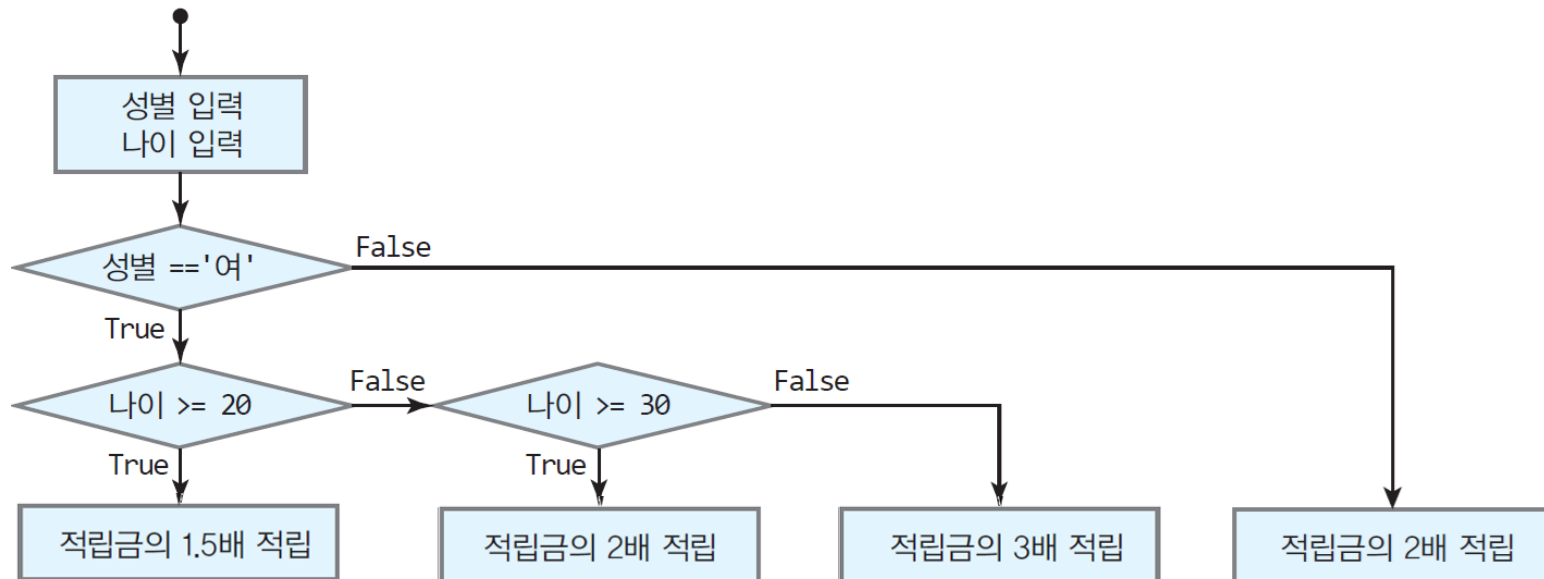 성별 입력
나이 입력
성별 =='여'
False
True
나이 >= 20
False
나이 >= 30
False
True
True
적립금의 1.5배 적립
적립금의 2배 적립
적립금의 3배 적립
적립금의 2배 적립